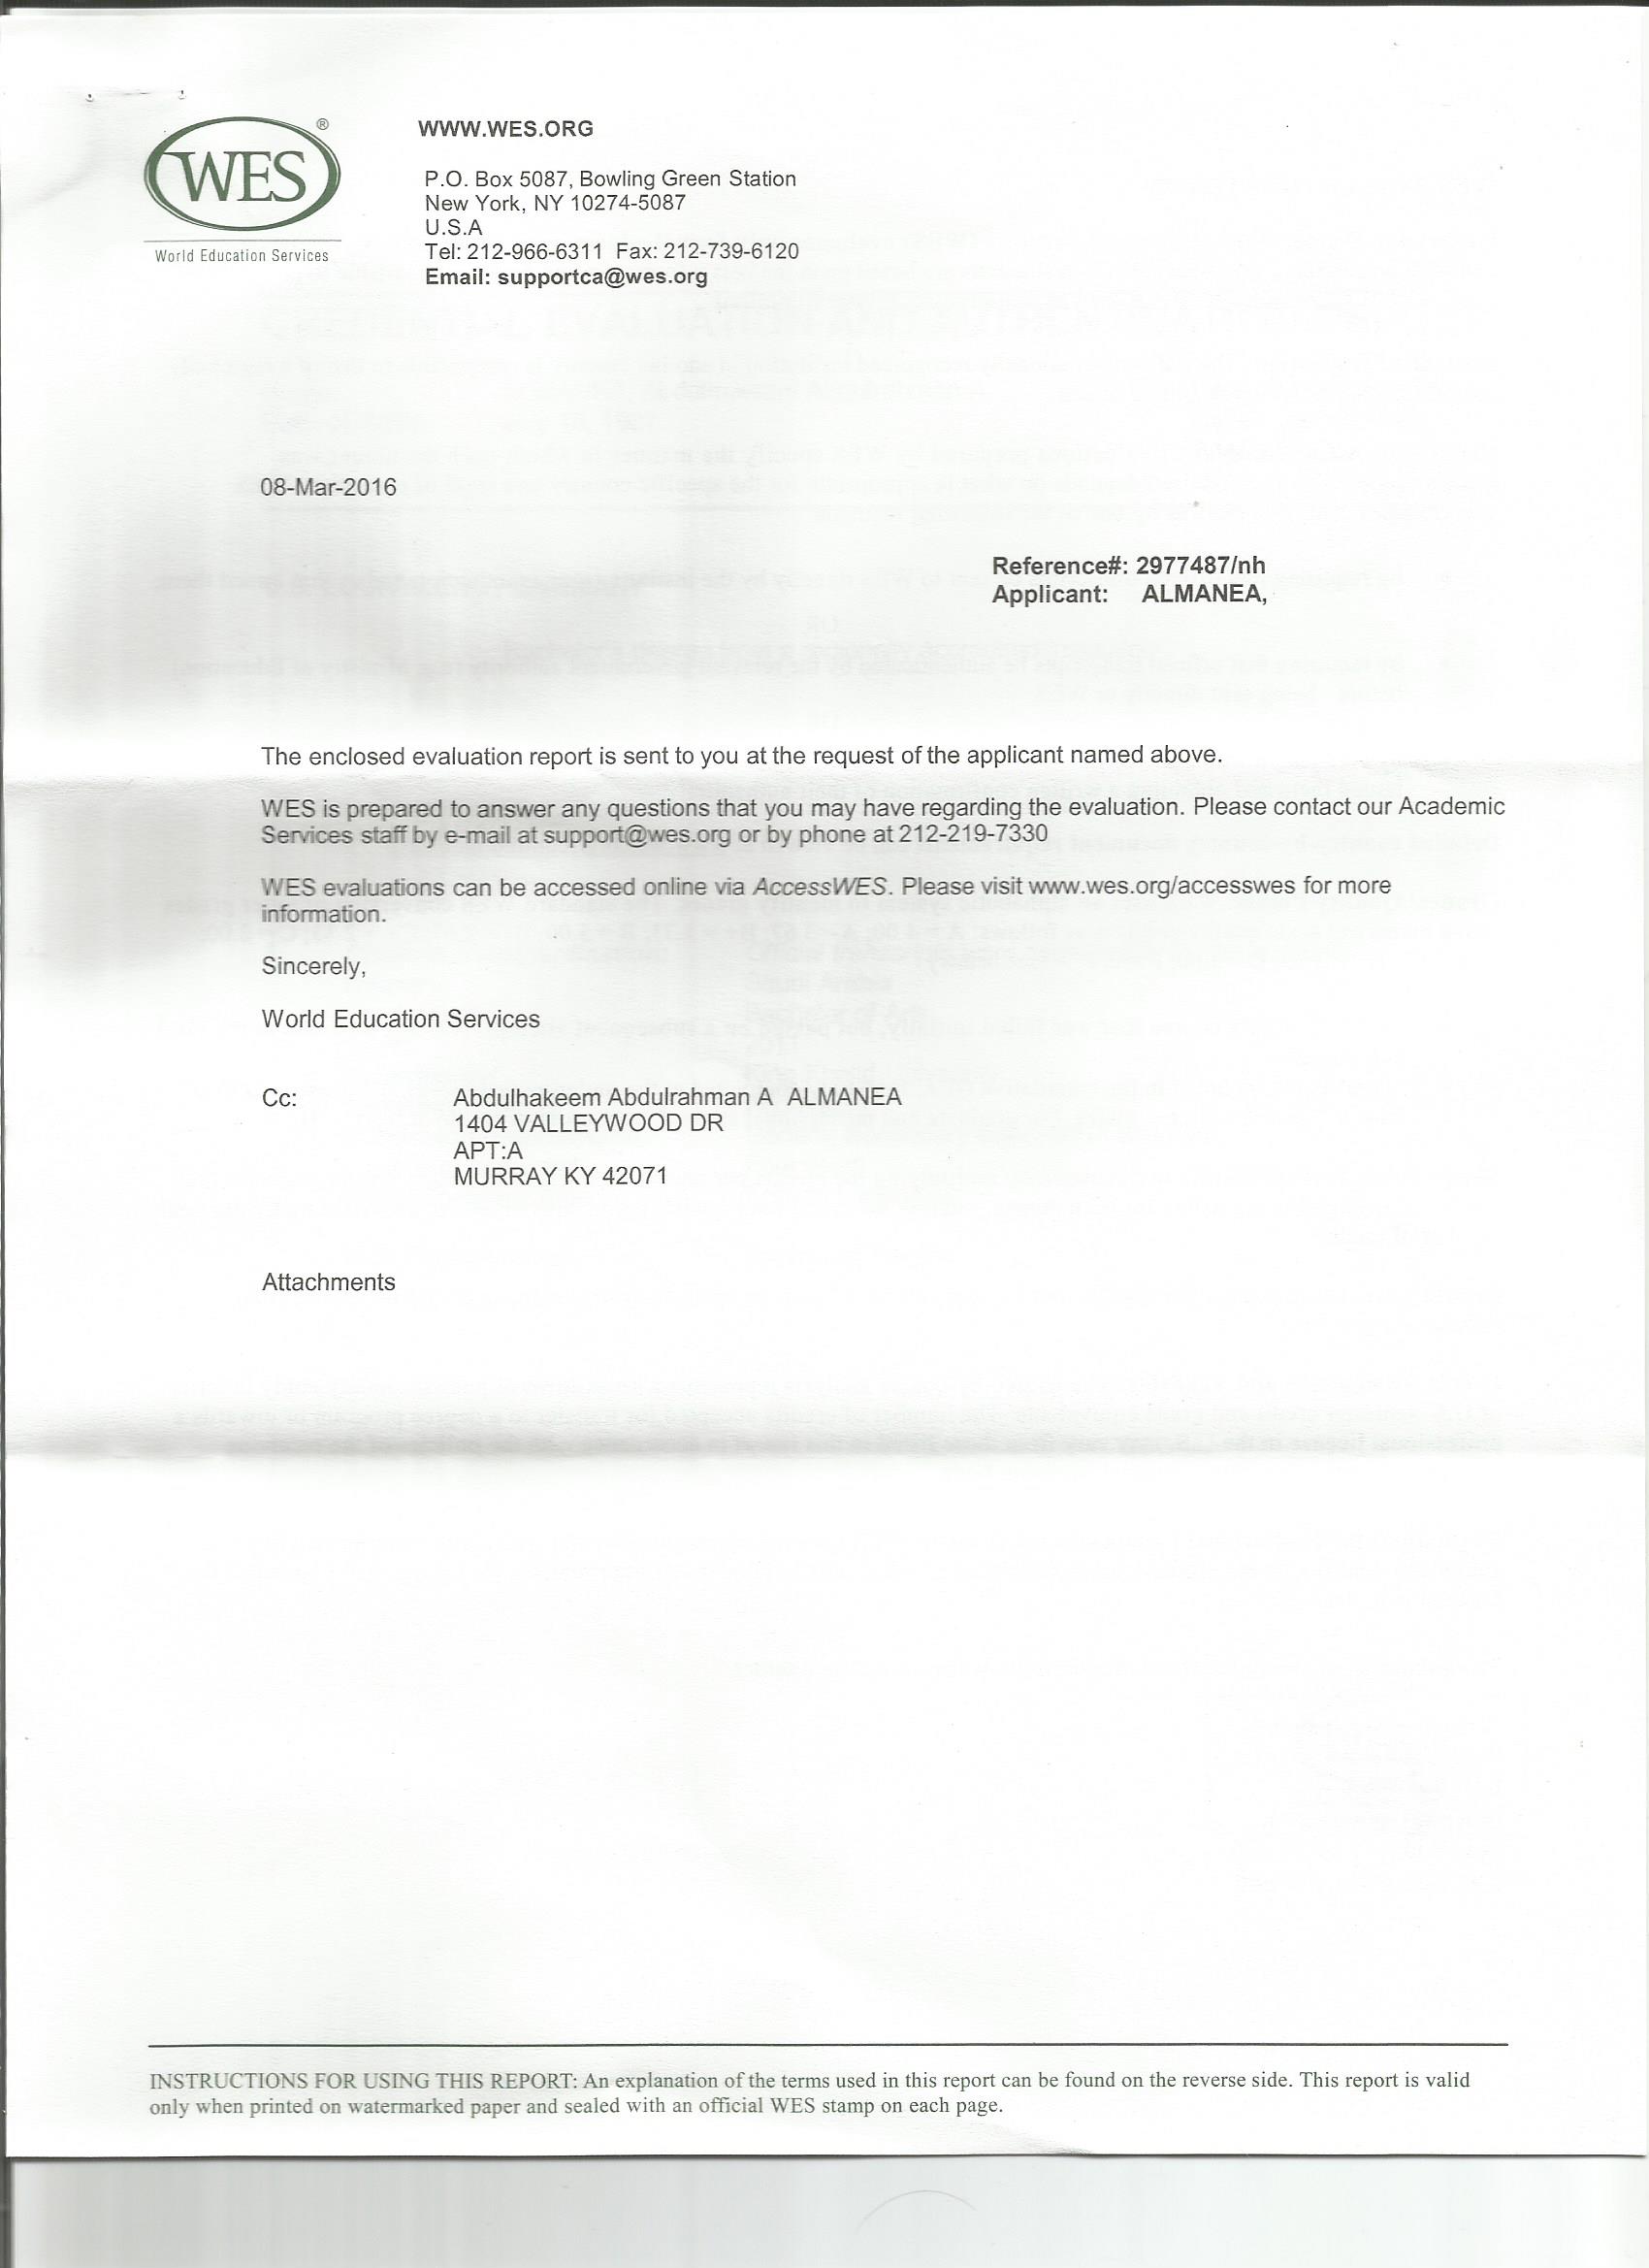 WES®
World Education Services
WWW.WES.ORG
P.O. Box 5087, Bowling Green Station
New York, NY 10274-5087
U.S.A
Tel: 212-966-6311 Fax: 212-739-6120
Email: supportca@wes.org
08-Mar-2016
Reference#: 2977487/nh
Applicant: ALMANEA,
The enclosed evaluation report is sent to you at the request of the applicant named above.
WES is prepared to answer any questions that you may have regarding the evaluation. Please contact our Academic
Services staff by e-mail at support@wes.org or by phone at 212-219-7330
WES evaluations can be accessed online via AccessWES. Please visit www.wes.org/accesswes for more
information.
Sincerely,
World Education Services
Cc: Abdulhakeem Abdulrahman A ALMANEA
1404 VALLEYWOOD DR
APT:A
MURRAY KY 42071
Attachments
INSTRUCTIONS FOR USING THIS REPORT: An explanation of the terms used in this report can be found on the reverse side. This report is valid
only when printed on watermarked paper and sealed with an official WES stamp on each page.